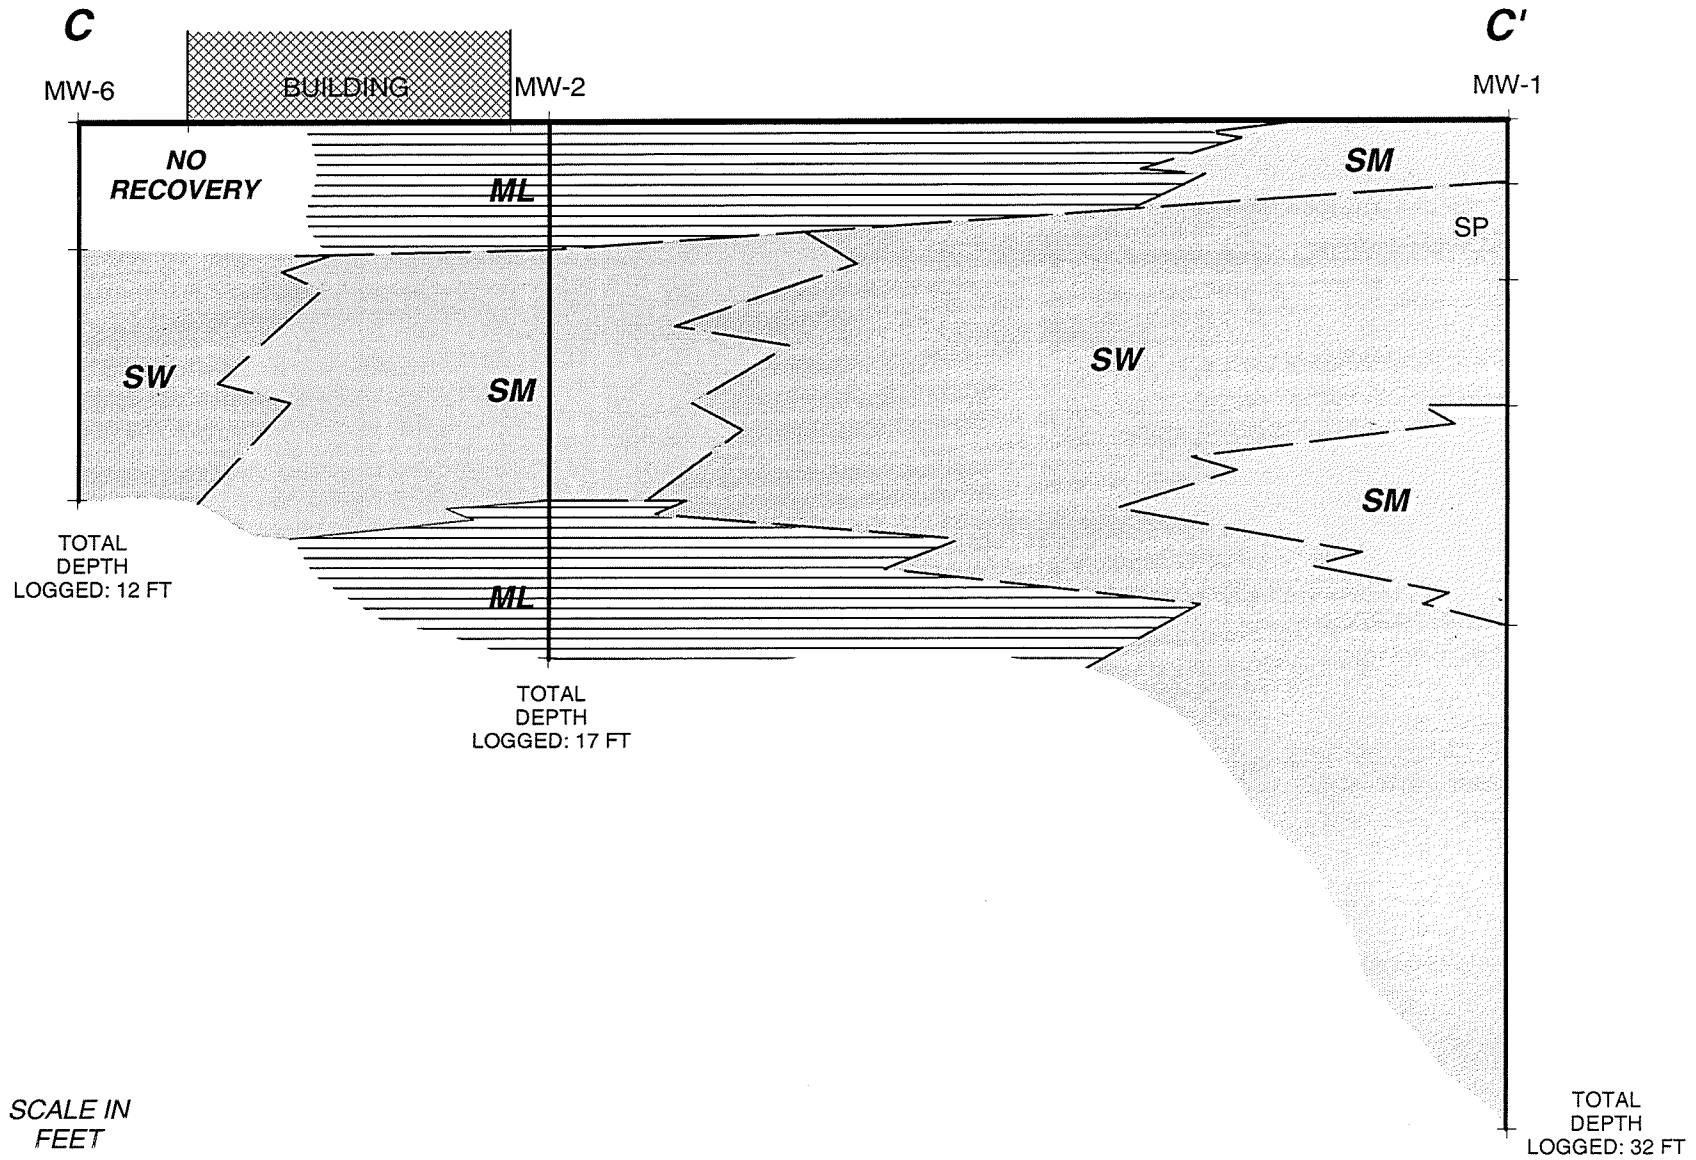 C
C'
BUILDING
MW-6
MW-2
MW-1
NO
RECOVERY
ML
SM
SP
SW
SM
SW
SM
ML
TOTAL
DEPTH
LOGGED: 12 FT
TOTAL
DEPTH
LOGGED: 17 FT
SCALE IN
FEET
TOTAL
DEPTH
LOGGED: 32 FT